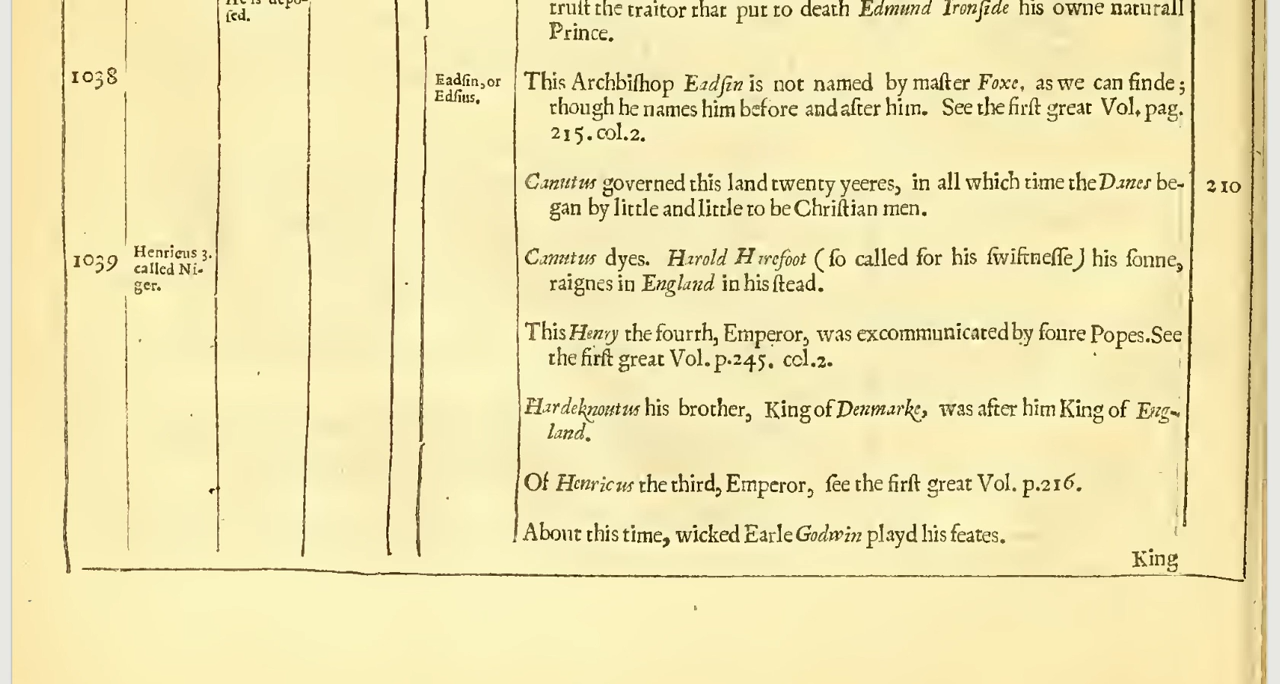 He is depo-
ſed.
truſt the traitor that put to death Edmund Ironſide his owne naturall
Prince.
1038
Eadſin, or
Edſius.
This Archbiſhop Eadſin is not named by maſter Foxe, as we can finde;
though he names him before and after him. See the firſt great Vol. pag.
215. col.2.
Canutus governed this land twenty yeeres, in all which time the Danes be-
210
gan by little and little to be Chriſtian men.
1039
Henricus 3.
called Ni-
ger.
Canutus dyes. Harold Harefoot (ſo called for his ſwiftneſſe) his ſonne,
raignes in England in his ſtead.
This Henry the fourth, Emperor, was excommunicated by foure Popes. See
the firſt great Vol. p.245. col.2.
Hardeknoutus his brother, King of Denmarke, was after him King of Eng-
land.
Of Henricus the third, Emperor, ſee the firſt great Vol. p.216.
About this time, wicked Earle Godwin playd his feates.
King